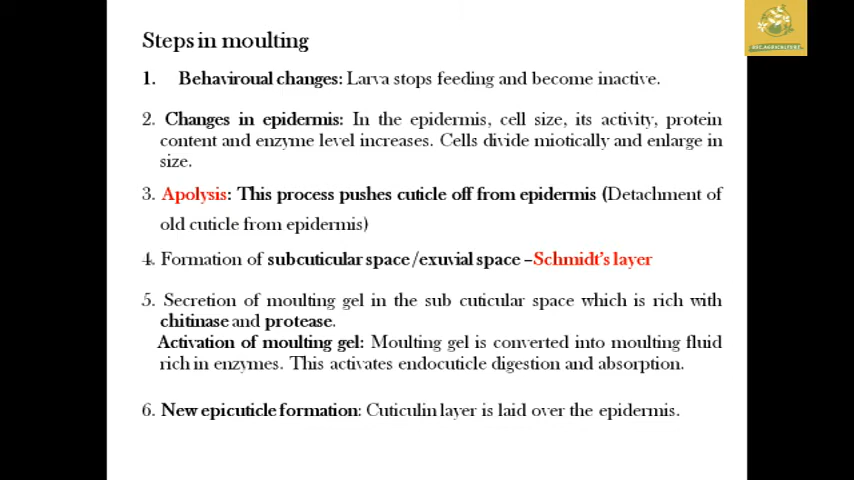 Steps in moulting
1. Behaviroual changes: Larva stops feeding and become inactive.
2. Changes in epidermis: In the epidermis, cell size, its activity, protein
content and enzyme level increases. Cells divide miotically and enlarge in
size.
3. Apolysis: This process pushes cuticle off from epidermis (Detachment of
old cuticle from epidermis)
4. Formation of subcuticular space/exuvial space –Schmidt's layer
5. Secretion of moulting gel in the sub cuticular space which is rich with
chitinase and protease.
Activation of moulting gel: Moulting gel is converted into moulting fluid
rich in enzymes. This activates endocuticle digestion and absorption.
6. New epicuticle formation: Cuticulin layer is laid over the epidermis.